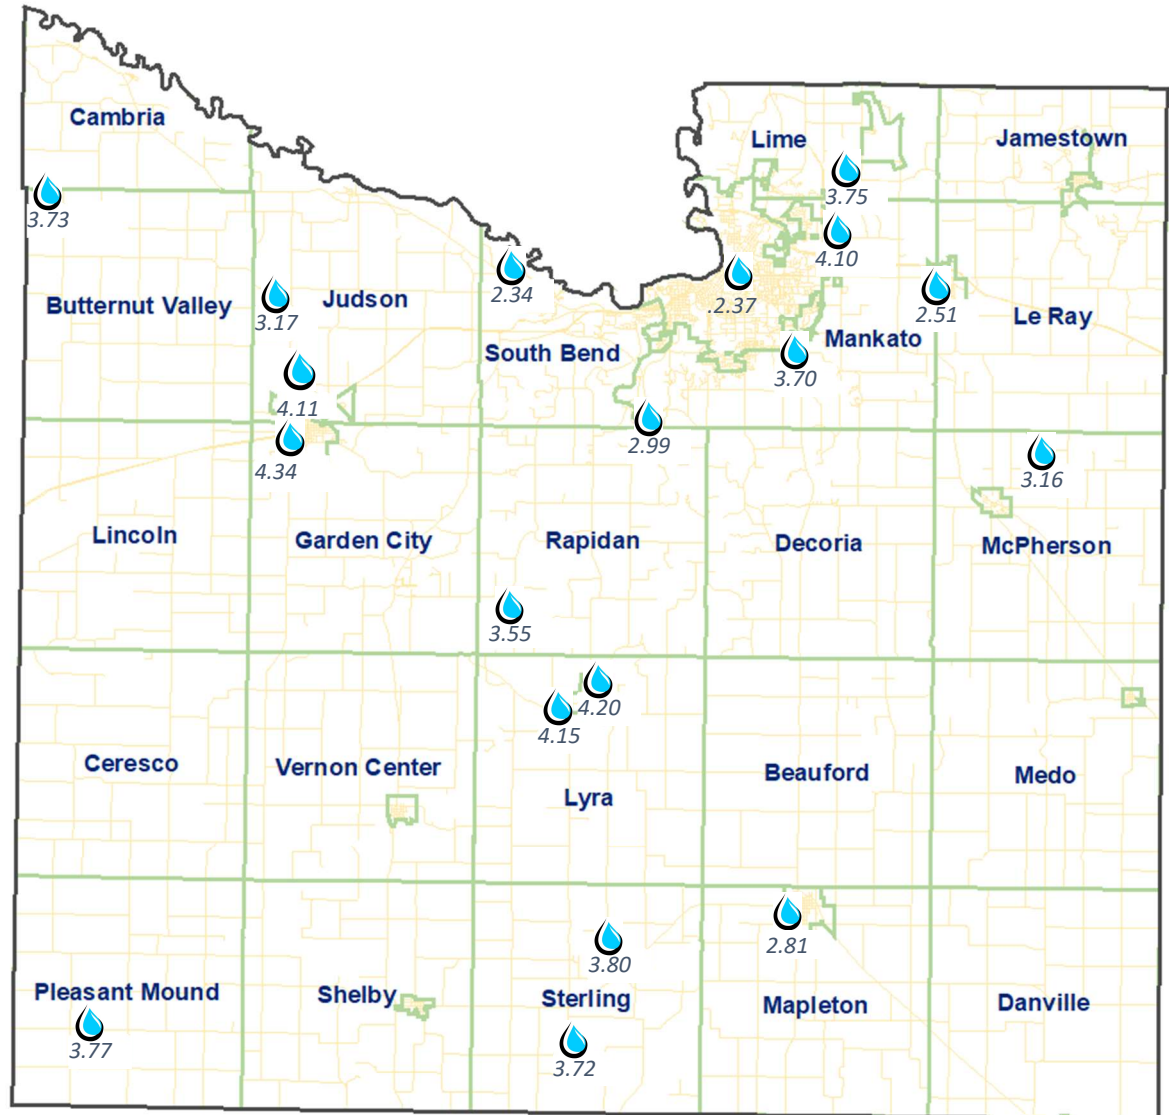 Cambria
Lime
Jamestown
3.75
3.73
4.10
Butternut Valley
Judson
3.17
2.34
.2.37
2.51
Le Ray
South Bend
Mankato
3.70
4.11
2.99
4.34
3.16
Lincoln
Garden City
Rapidan
Decoria
McPherson
3.55
4.20
4.15
Ceresco
Vernon Center
Beauford
Medo
Lyra
2.81
3.80
Pleasant Mound
Shelby
Sterling
Mapleton
Danville
3.77
3.72